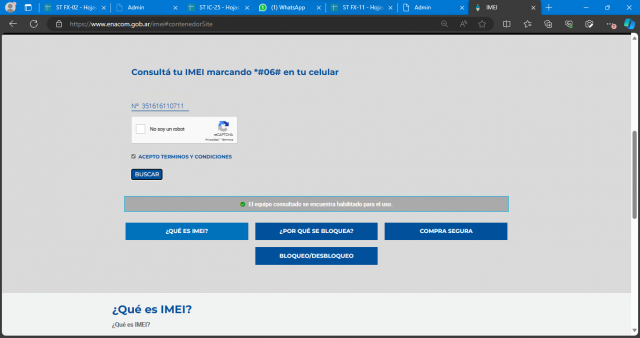 ST FX-02 - Hoja
Admin
ST IC-25 - Hoja
(1) WhatsApp
ST FX-11 - Hoja
Admin
IMEI
https://www.enacom.gob.ar/imei#contenedorSite
Consultá tu IMEI marcando *#06# en tu celular
Nº 351616110711
No soy un robot
reCAPTCHA
Privacidad - Términos
ACEPTO TERMINOS Y CONDICIONES
BUSCAR
El equipo consultado se encuentra habilitado para el uso.
¿QUÉ ES IMEI?
¿POR QUÉ SE BLOQUEA?
COMPRA SEGURA
BLOQUEO/DESBLOQUEO
¿Qué es IMEI?
¿Qué es IMEI?